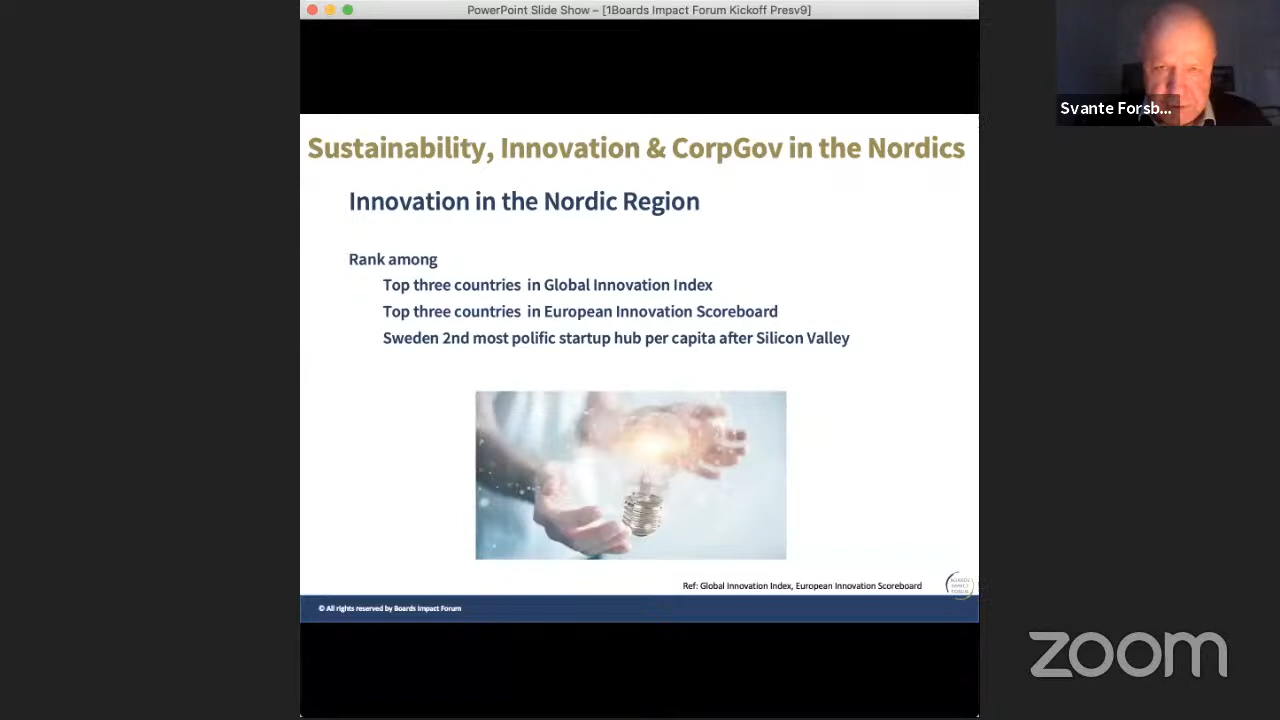 PowerPoint Slide Show – [1Boards Impact Forum Kickoff Presv9]
Svante Forsb...
Sustainability, Innovation & CorpGov in the Nordics
Innovation in the Nordic Region
Rank among
Top three countries in Global Innovation Index
Top three countries in European Innovation Scoreboard
Sweden 2nd most polific startup hub per capita after Silicon Valley
Ref: Global Innovation Index, European Innovation Scoreboard
BOARDS
IMPACT
FORUM
© All rights reserved by Boards Impact Forum
zoom